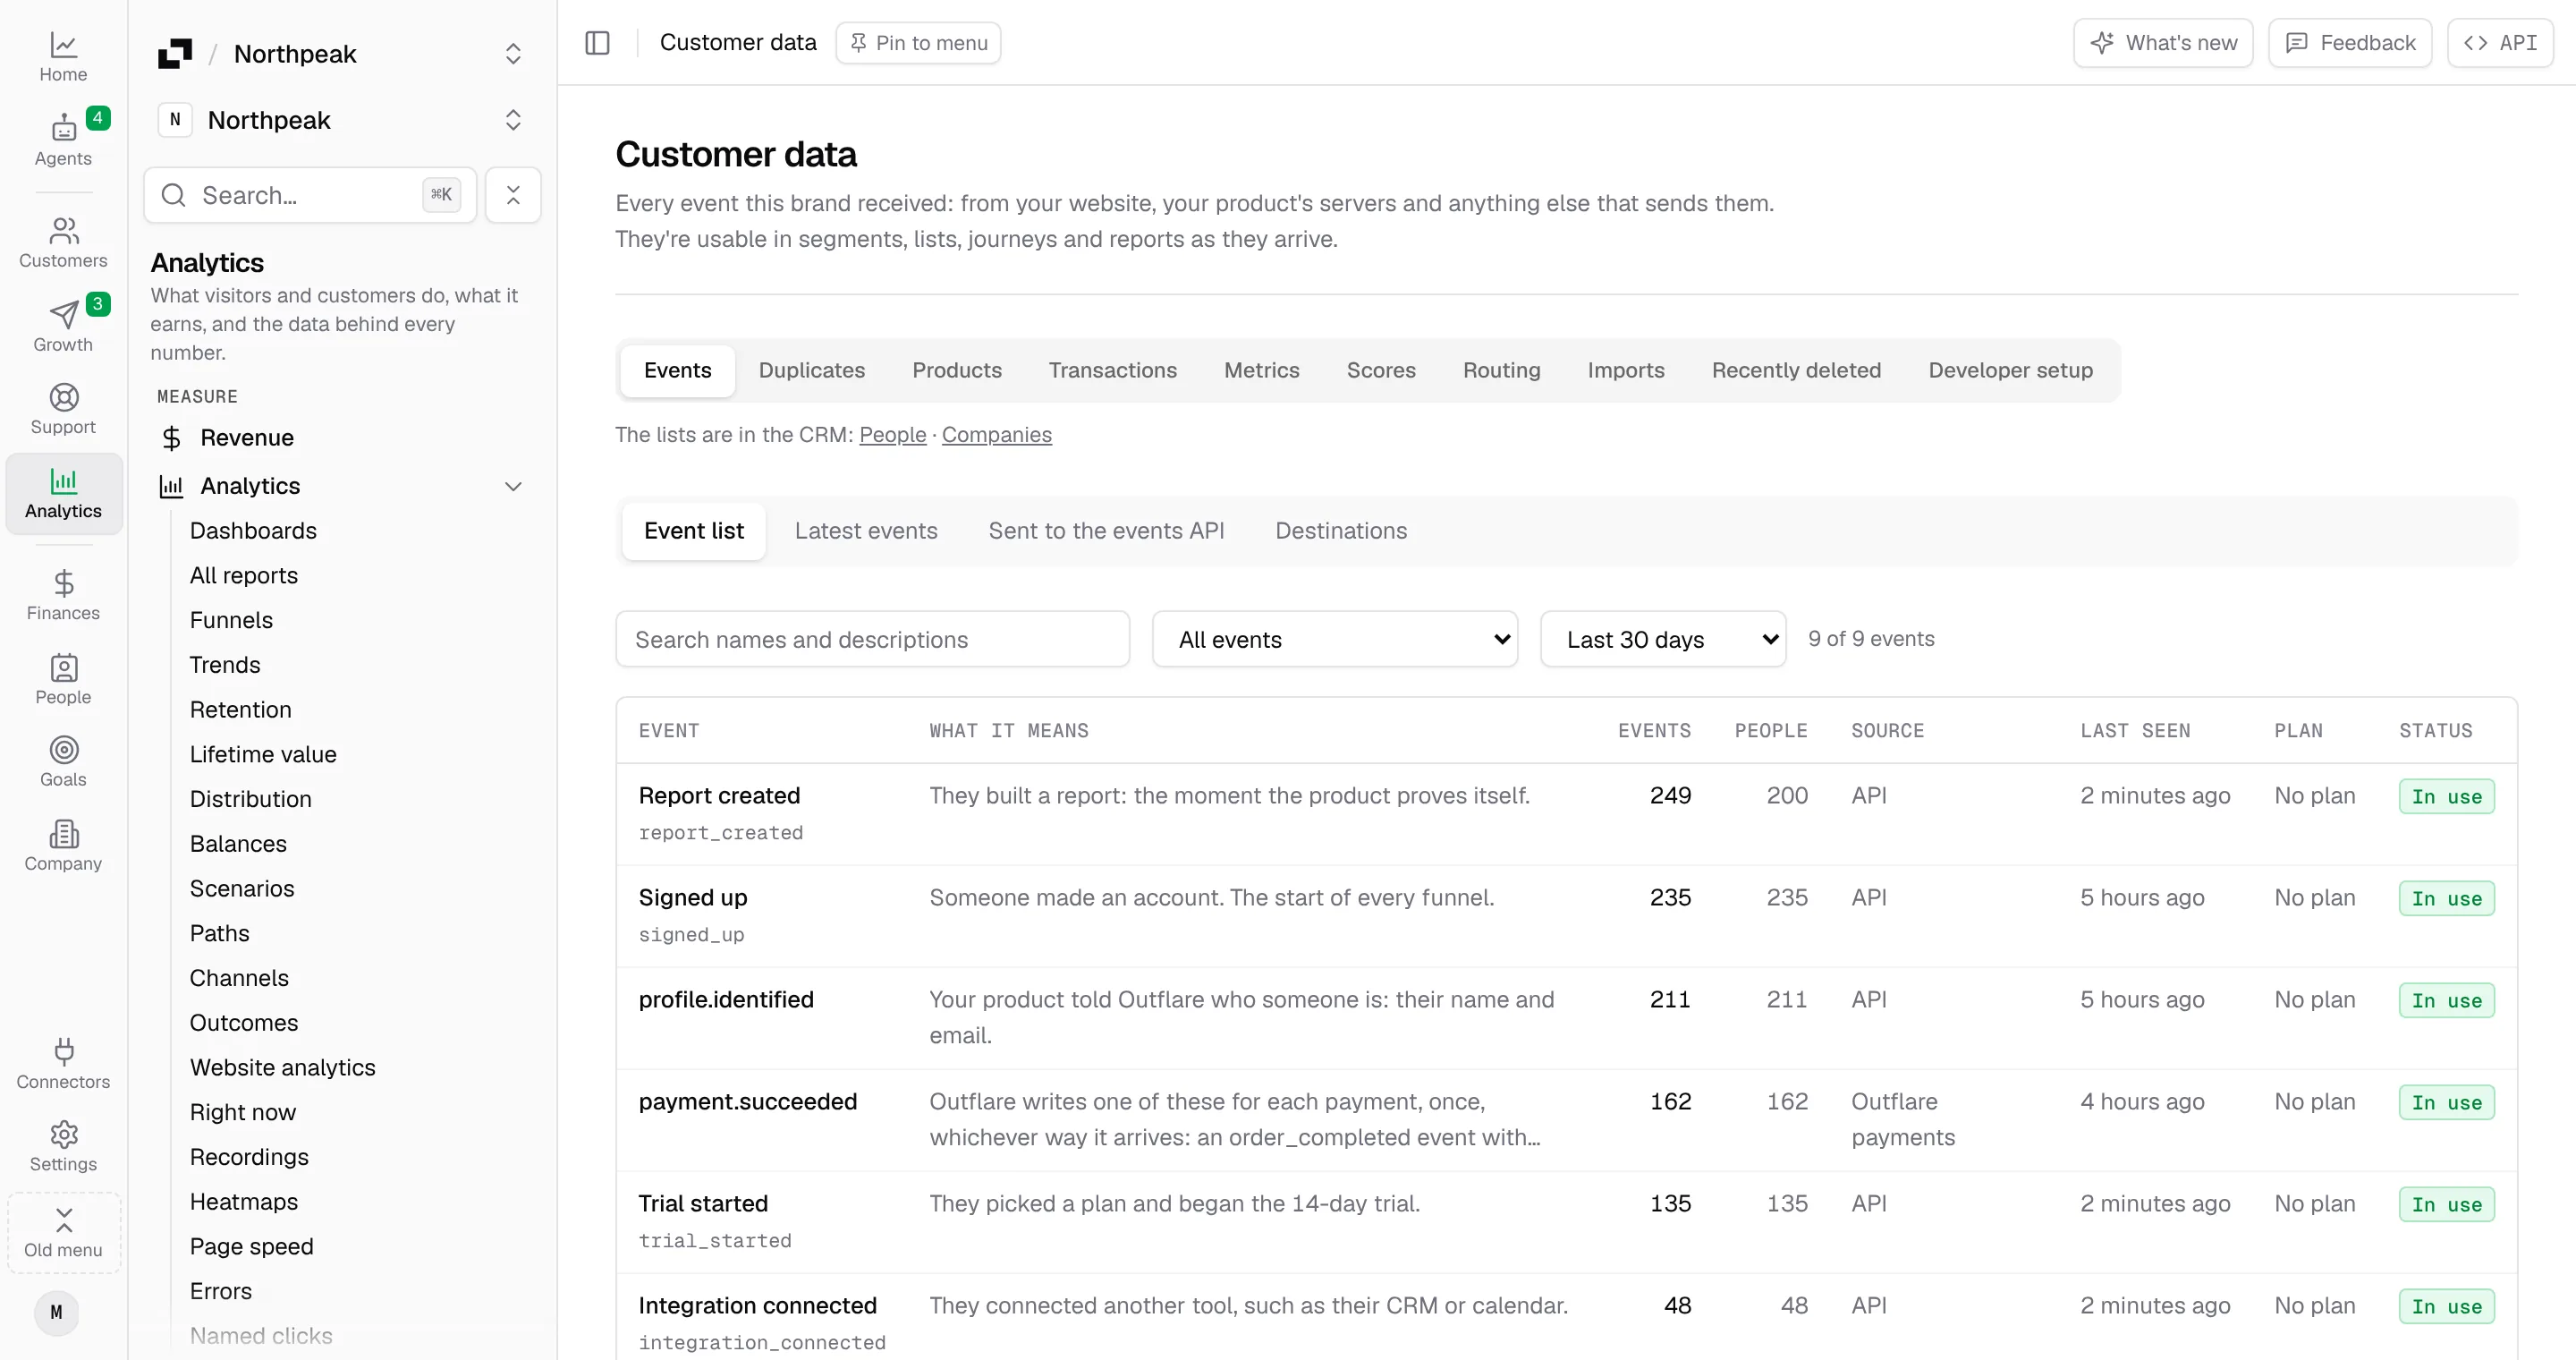 Home
4
Agents
Customers
3
Growth
Support
Analytics
Finances
People
Goals
Company
Connectors
Settings
Old menu
M
/ Northpeak
N Northpeak
Search... ⌘K
Analytics
What visitors and customers do, what it
earns, and the data behind every
number.
MEASURE
Revenue
Analytics
Dashboards
All reports
Funnels
Trends
Retention
Lifetime value
Distribution
Balances
Scenarios
Paths
Channels
Outcomes
Website analytics
Right now
Recordings
Heatmaps
Page speed
Errors
Named clicks
Customer data Pin to menu What's new Feedback <> API
Customer data
Every event this brand received: from your website, your product's servers and anything else that sends them.
They're usable in segments, lists, journeys and reports as they arrive.
Events Duplicates Products Transactions Metrics Scores Routing Imports Recently deleted Developer setup
The lists are in the CRM: People · Companies
Event list Latest events Sent to the events API Destinations
Search names and descriptions All events Last 30 days 9 of 9 events
EVENT WHAT IT MEANS EVENTS PEOPLE SOURCE LAST SEEN PLAN STATUS
Report created They built a report: the moment the product proves itself. 249 200 API 2 minutes ago No plan In use
report_created
Signed up Someone made an account. The start of every funnel. 235 235 API 5 hours ago No plan In use
signed_up
profile.identified Your product told Outflare who someone is: their name and 211 211 API 5 hours ago No plan In use
email.
payment.succeeded Outflare writes one of these for each payment, once, 162 162 Outflare 4 hours ago No plan In use
whichever way it arrives: an order_completed event with... payments
Trial started They picked a plan and began the 14-day trial. 135 135 API 2 minutes ago No plan In use
trial_started
Integration connected They connected another tool, such as their CRM or calendar. 48 48 API 2 minutes ago No plan In use
integration_connected